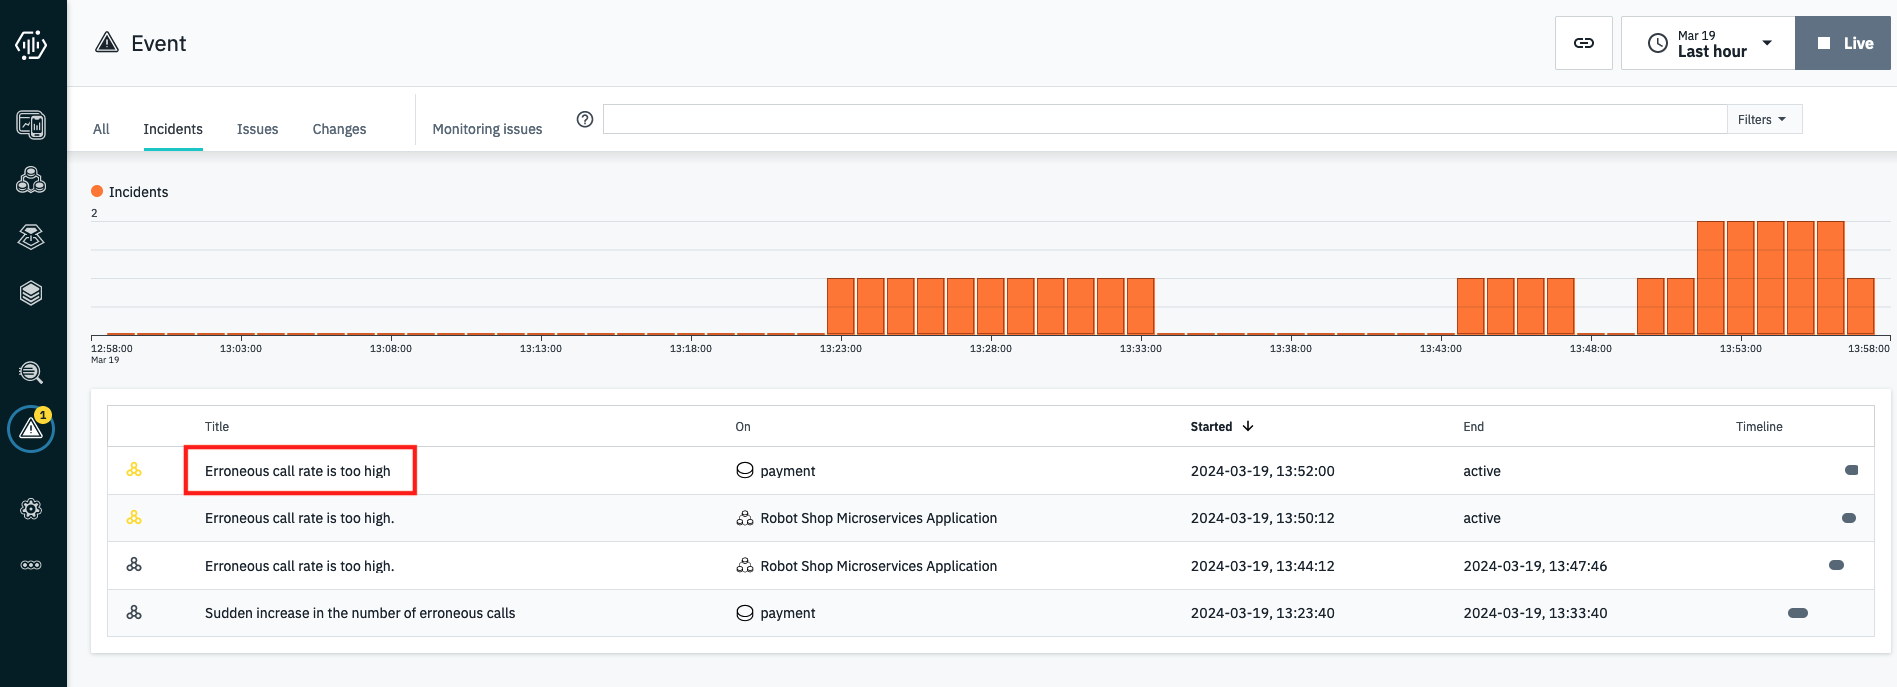 Event
Mar 19
Last hour
Live
All
Incidents
Issues
Changes
Monitoring issues
?
Filters
Incidents
2
12:58:00
13:03:00
13:08:00
13:13:00
13:18:00
13:23:00
13:28:00
13:33:00
13:38:00
13:43:00
13:48:00
13:53:00
13:58:00
Mar 19
1
Title On Started End Timeline
Erroneous call rate is too high payment 2024-03-19, 13:52:00 active
Erroneous call rate is too high. Robot Shop Microservices Application 2024-03-19, 13:50:12 active
Erroneous call rate is too high. Robot Shop Microservices Application 2024-03-19, 13:44:12 2024-03-19, 13:47:46
Sudden increase in the number of erroneous calls payment 2024-03-19, 13:23:40 2024-03-19, 13:33:40